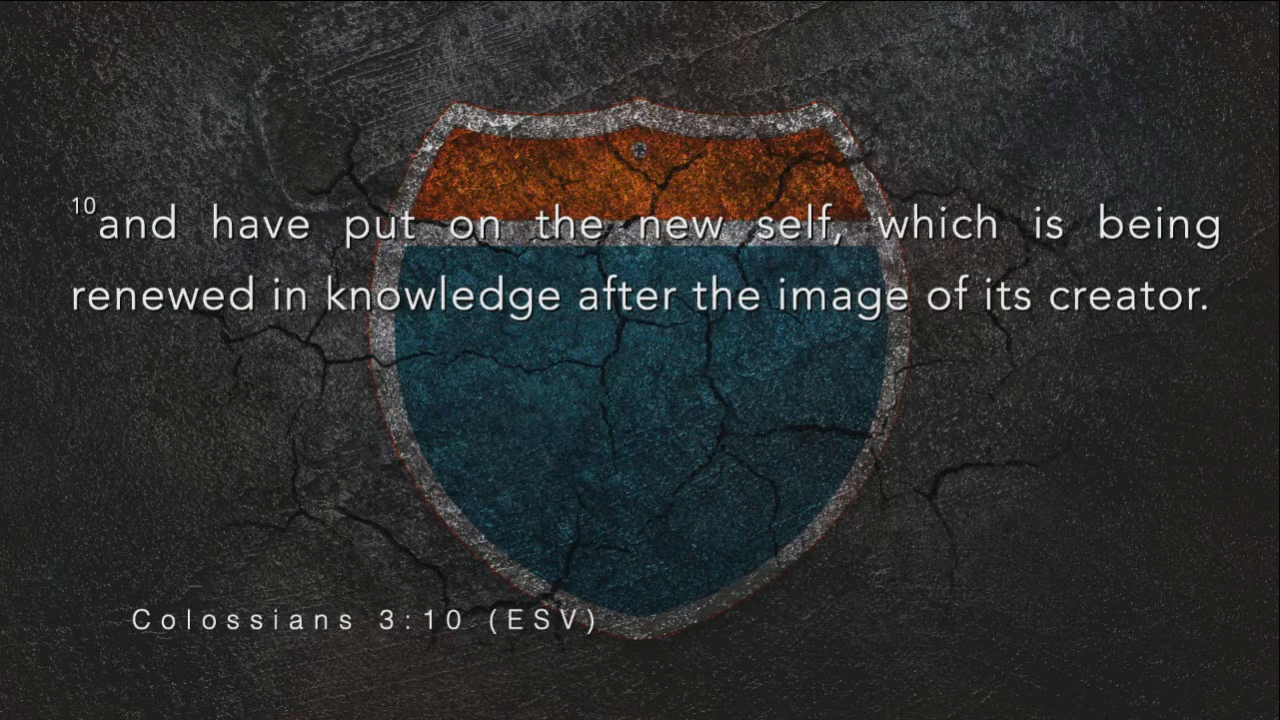 10and have put on the new self, which is being
renewed in knowledge after the image of its creator.
Colossians 3:10 (ESV)